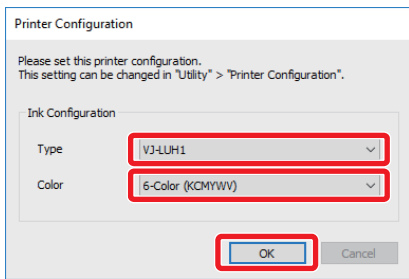 Printer Configuration
Please set this printer configuration.
This setting can be changed in "Utility" > "Printer Configuration".
Ink Configuration
Type VJ-LUH1
Color 6-Color (KCMYWV)
OK Cancel